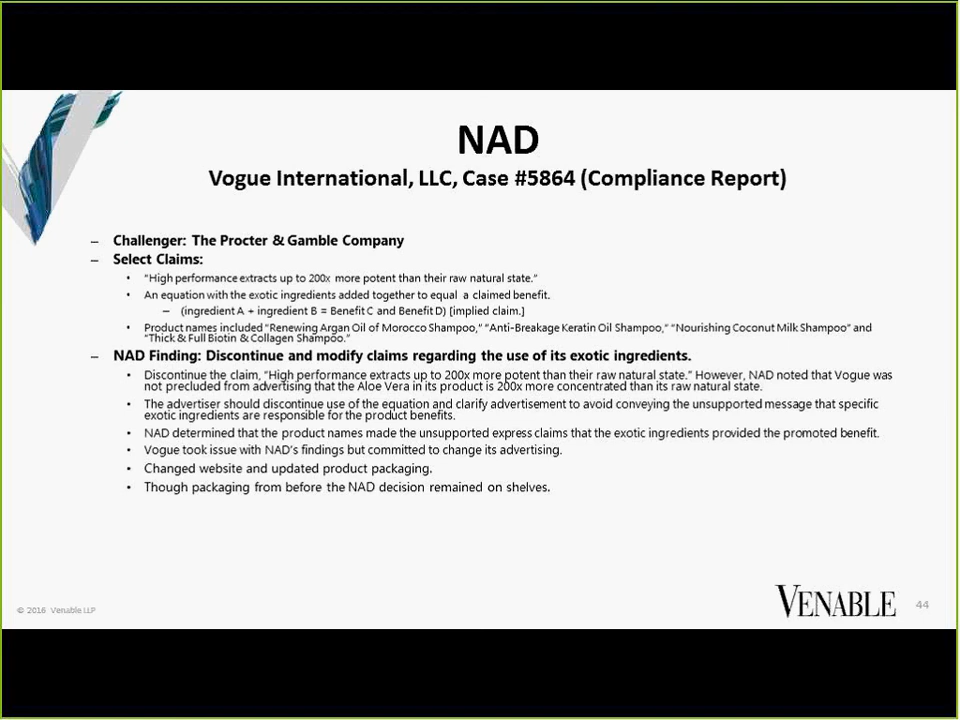 NAD
Vogue International, LLC, Case #5864 (Compliance Report)
– Challenger: The Procter & Gamble Company
– Select Claims:
• "High performance extracts up to 200x more potent than their raw natural state."
• An equation with the exotic ingredients added together to equal a claimed benefit.
– (ingredient A + ingredient B = Benefit C and Benefit D) [implied claim.]
• Product names included "Renewing Argan Oil of Morocco Shampoo," "Anti-Breakage Keratin Oil Shampoo," "Nourishing Coconut Milk Shampoo" and
"Thick & Full Biotin & Collagen Shampoo."
– NAD Finding: Discontinue and modify claims regarding the use of its exotic ingredients.
• Discontinue the claim, "High performance extracts up to 200x more potent than their raw natural state." However, NAD noted that Vogue was
not precluded from advertising that the Aloe Vera in its product is 200x more concentrated than its raw natural state.
• The advertiser should discontinue use of the equation and clarify advertisement to avoid conveying the unsupported message that specific
exotic ingredients are responsible for the product benefits.
• NAD determined that the product names made the unsupported express claims that the exotic ingredients provided the promoted benefit.
• Vogue took issue with NAD's findings but committed to change its advertising.
• Changed website and updated product packaging.
• Though packaging from before the NAD decision remained on shelves.
© 2016 Venable LLP
VENABLE 44